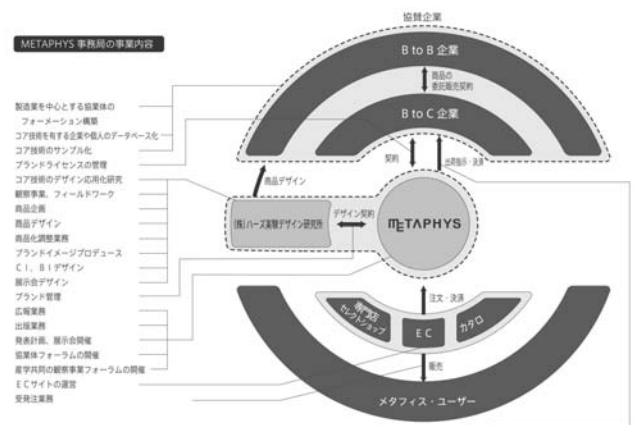 協賛企業
METAPHYS 事務局の事業内容
B to B 企業
商品の
委託販売契約
B to C 企業
製造業を中心とする協業体の
フォーメーション構築
コア技術を有する企業や個人のデータベース化
コア技術のサンプル化
ブランドライセンスの管理
コア技術のデザイン応用化研究
観察事業、フィールドワーク
商品企画
商品デザイン
商品化調整業務
ブランドイメージプロデュース
CI、BIデザイン
展示会デザイン
ブランド管理
広報業務
出版業務
発表計画、展示会開催
協業体フォーラムの開催
産学共同の観察事業フォーラムの開催
ECサイトの運営
受発注業務
契約
出荷指示・決済
商品デザイン
(株)ハーズ実験デザイン研究所
デザイン契約
METAPHYS
注文・決済
専門店
セレクトショップ
EC
カタロ
販売
メタフィス・ユーザー